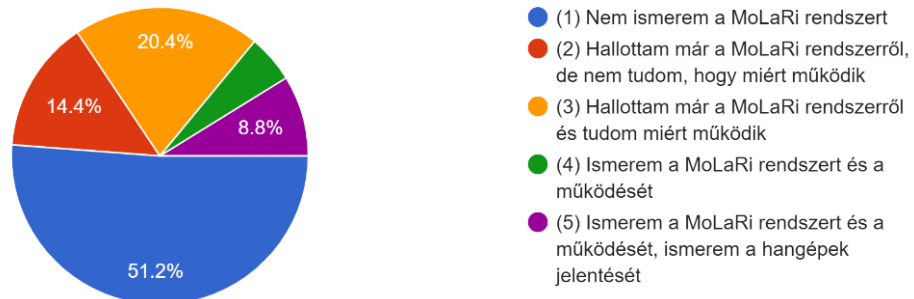 20.4%
14.4%
8.8%
51.2%
(1) Nem ismerem a MoLaRi rendszert
(2) Hallottam már a MoLaRi rendszerről,
de nem tudom, hogy miért működik
(3) Hallottam már a MoLaRi rendszerről
és tudom miért működik
(4) Ismerem a MoLaRi rendszert és a
működését
(5) Ismerem a MoLaRi rendszert és a
működését, ismerem a hangépek
jelentését